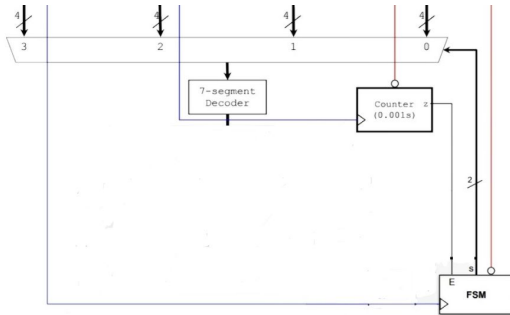 4 4 4 4
3 2 1 0
7-segment
Decoder
Counter z
(0.001s)
2
s
E
FSM